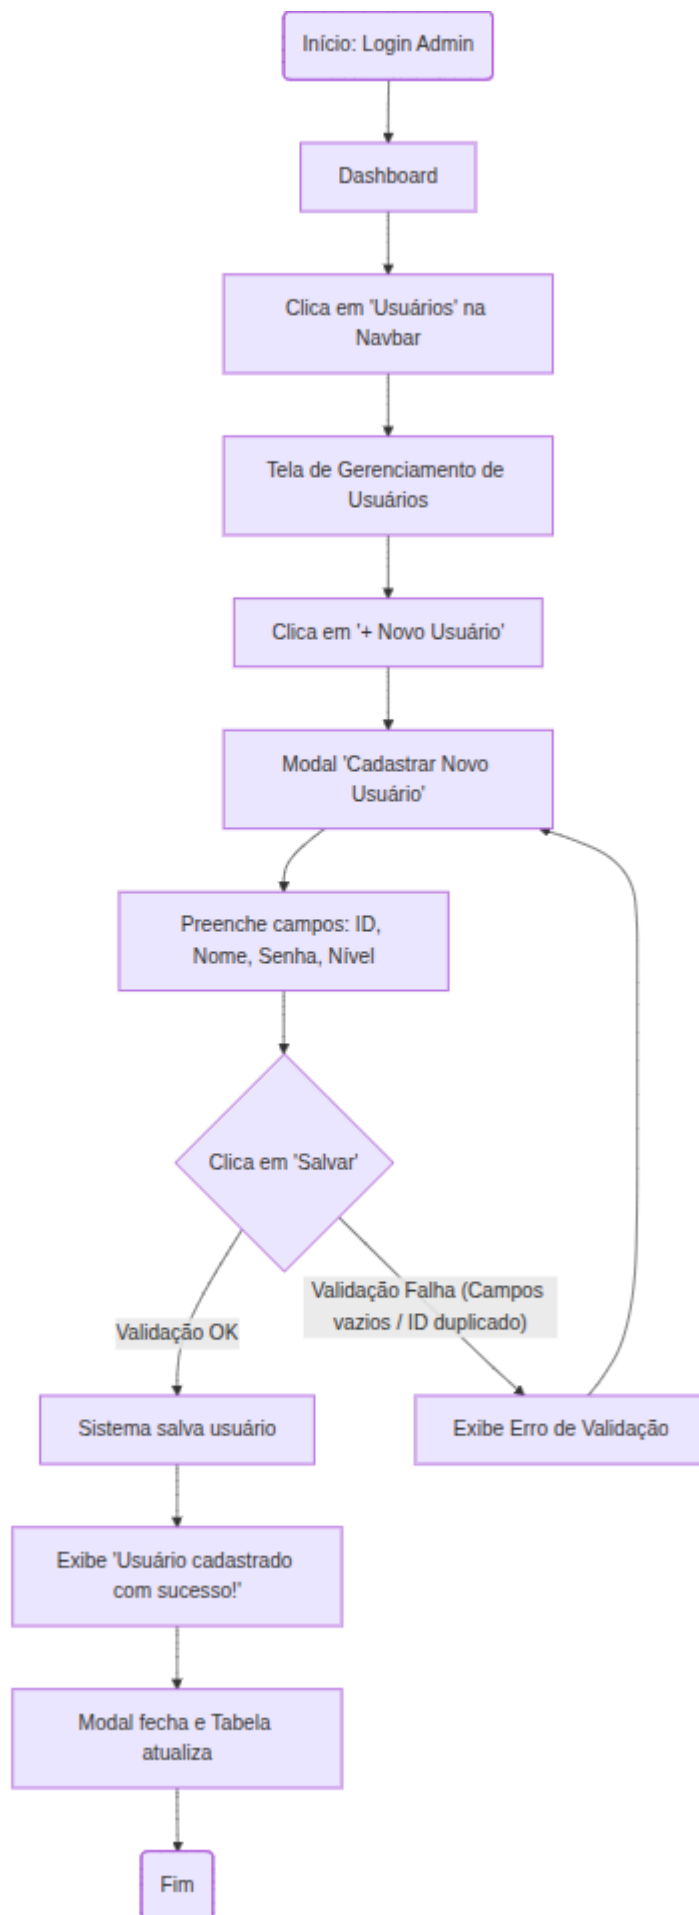 Início: Login Admin
Dashboard
Clica em 'Usuários' na
Navbar
Tela de Gerenciamento de
Usuários
Clica em '+ Novo Usuário'
Modal 'Cadastrar Novo
Usuário'
Preenche campos: ID,
Nome, Senha, Nível
Clica em 'Salvar'
Validação Falha (Campos
vazios / ID duplicado)
Validação OK
Sistema salva usuário
Exibe Erro de Validação
Exibe 'Usuário cadastrado
com sucesso!'
Modal fecha e Tabela
atualiza
Fim